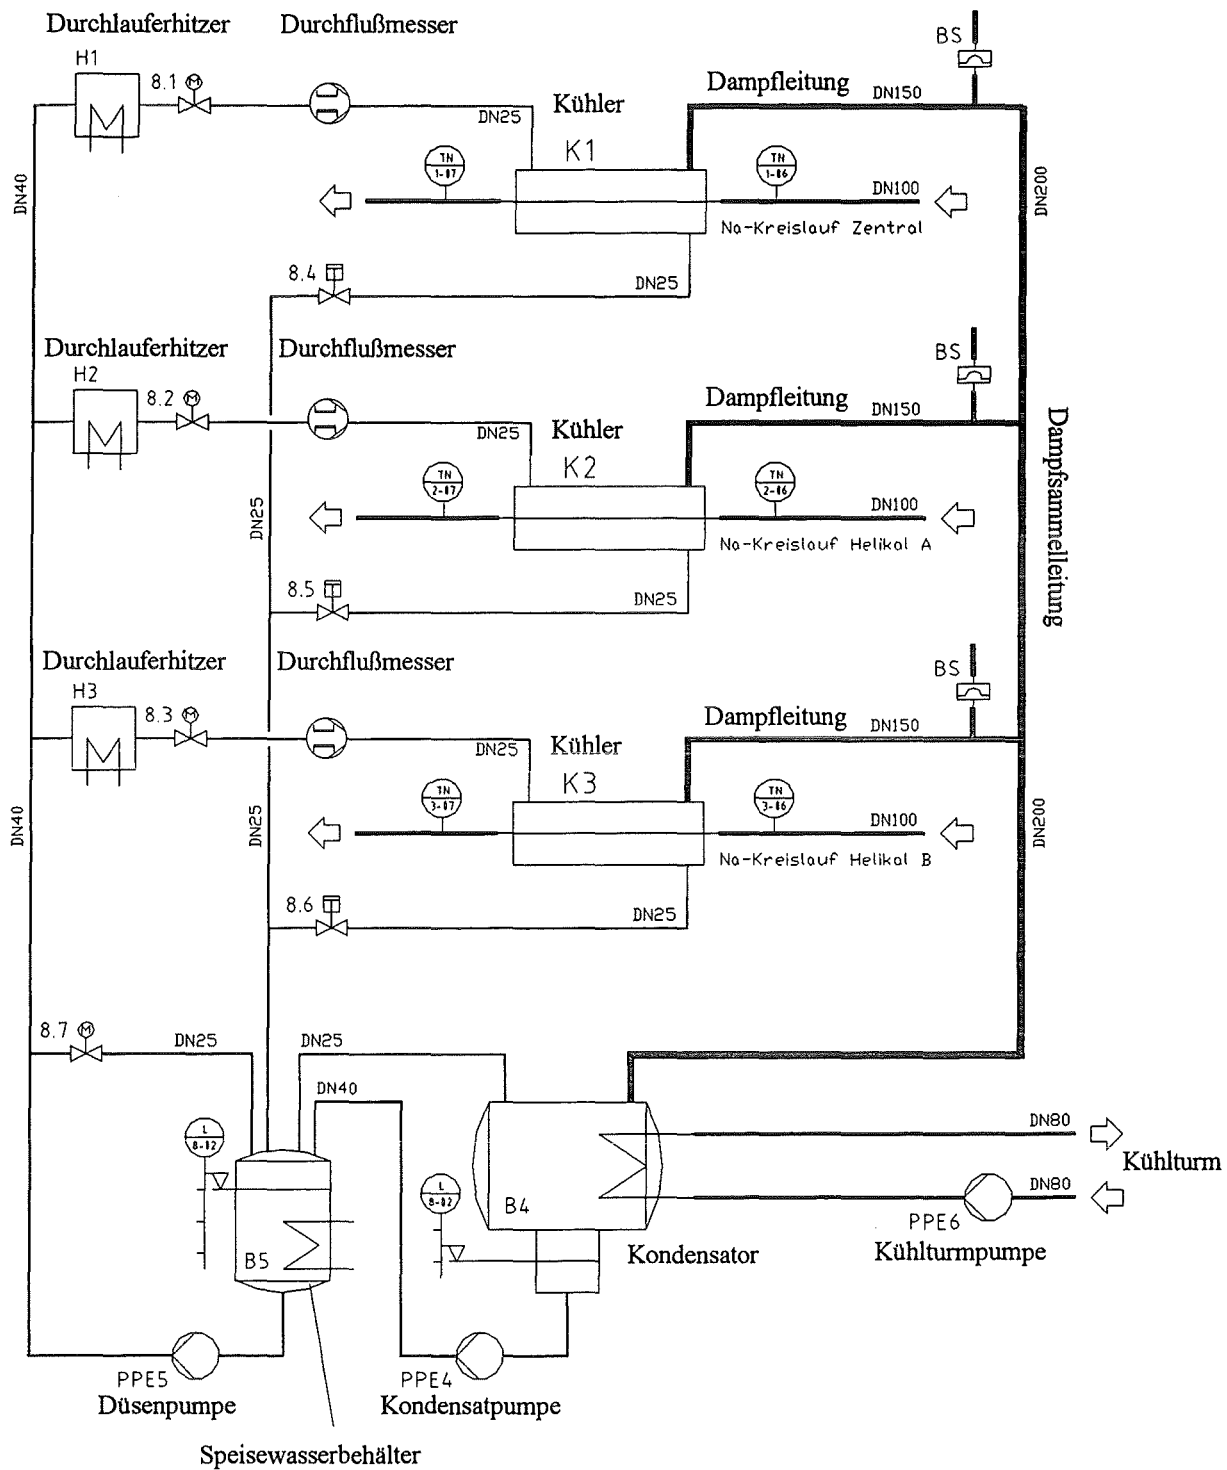 Durchlauferhitzer
Durchflußmesser
H1
8.1
M
BS
Dampfleitung
DN150
Kühler
DN25
K1
TN
1-07
TN
1-06
DN100
DN40
DN200
Na-Kreislauf Zentral
8.4
DN25
Durchlauferhitzer
Durchflußmesser
H2
8.2
M
BS
Dampfleitung
DN150
Kühler
DN25
K2
TN
2-07
TN
2-06
DN100
DN25
Dampfsammelleitung
Na-Kreislauf Helikal A
8.5
DN25
Durchlauferhitzer
Durchflußmesser
H3
8.3
M
BS
Dampfleitung
DN150
Kühler
DN25
K3
TN
3-07
TN
3-06
DN100
DN40
DN25
DN200
Na-Kreislauf Helikal B
8.6
DN25
8.7
M
DN25
DN25
DN40
L
8-02
DN80
Kühlturm
L
8-02
B4
DN80
PPE6
Kühlturmpumpe
B5
Kondensator
PPE5
Düsenpumpe
PPE4
Kondensatpumpe
Speisewasserbehälter